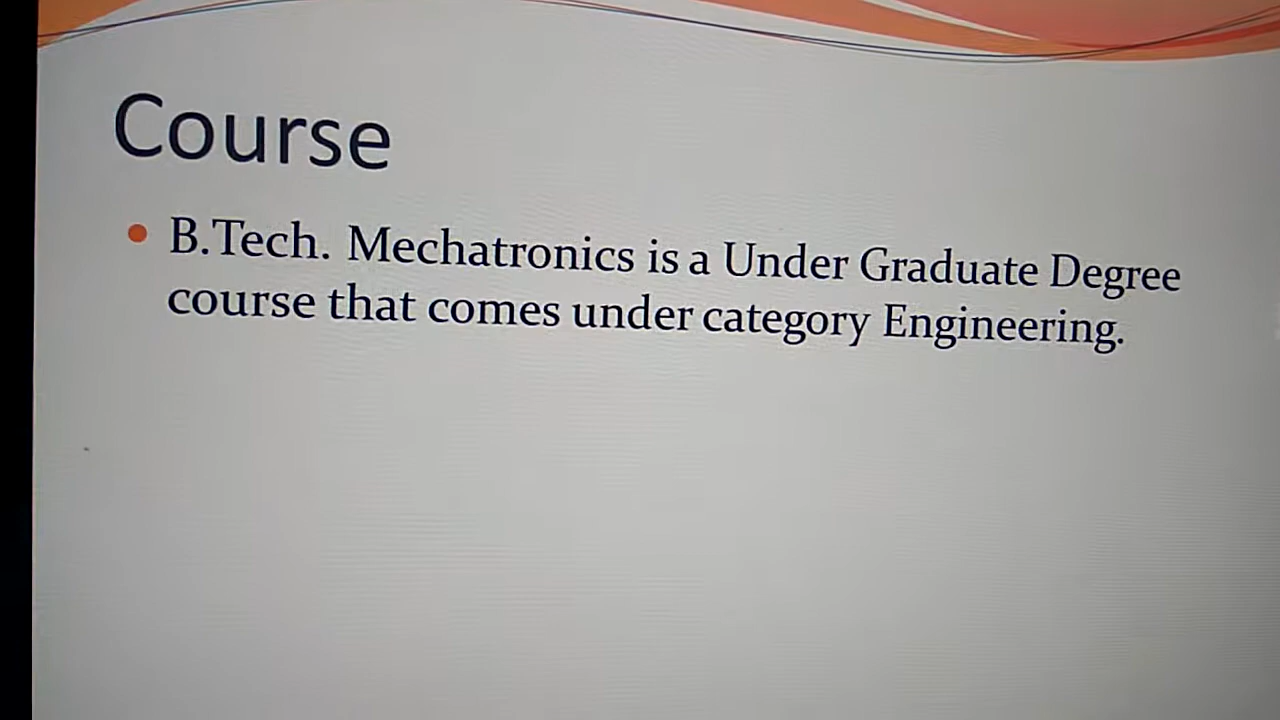 Course
B.Tech. Mechatronics is a Under Graduate Degree
course that comes under category Engineering.